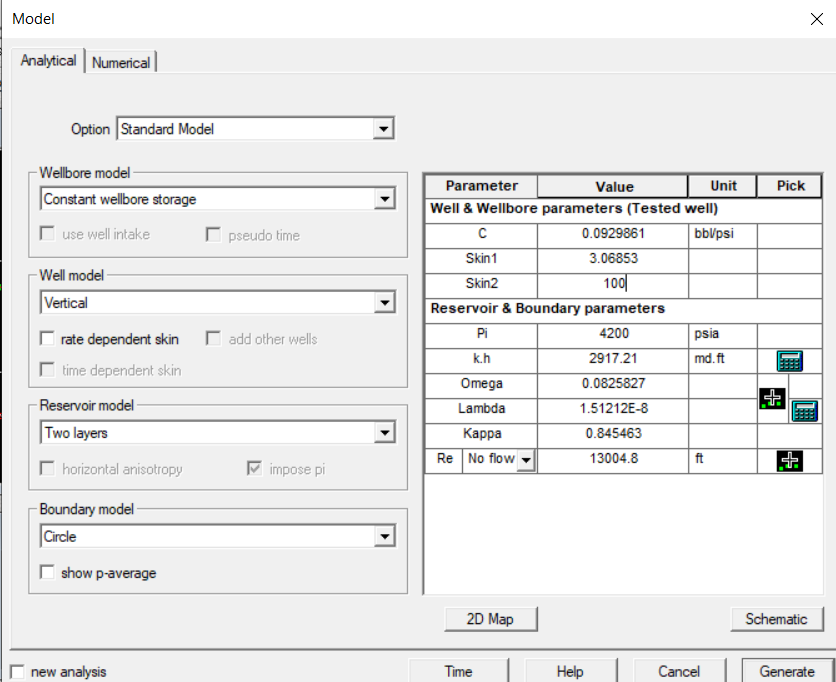 Model
Analytical
Numerical
Option
Standard Model
Wellbore model
Constant wellbore storage
use well intake
pseudo time
Well model
Vertical
rate dependent skin
add other wells
time dependent skin
Reservoir model
Two layers
horizontal anisotropy
impose pi
Boundary model
Circle
show p-average
Parameter Value Unit Pick
Well & Wellbore parameters (Tested well)
C 0.0929861 bbl/psi
Skin1 3.06853
Skin2 100
Reservoir & Boundary parameters
Pi 4200 psia
k.h 2917.21 md.ft
Omega 0.0825827
Lambda 1.51212E-8
Kappa 0.845463
Re No flow 13004.8 ft
2D Map
Schematic
new analysis
Time
Help
Cancel
Generate